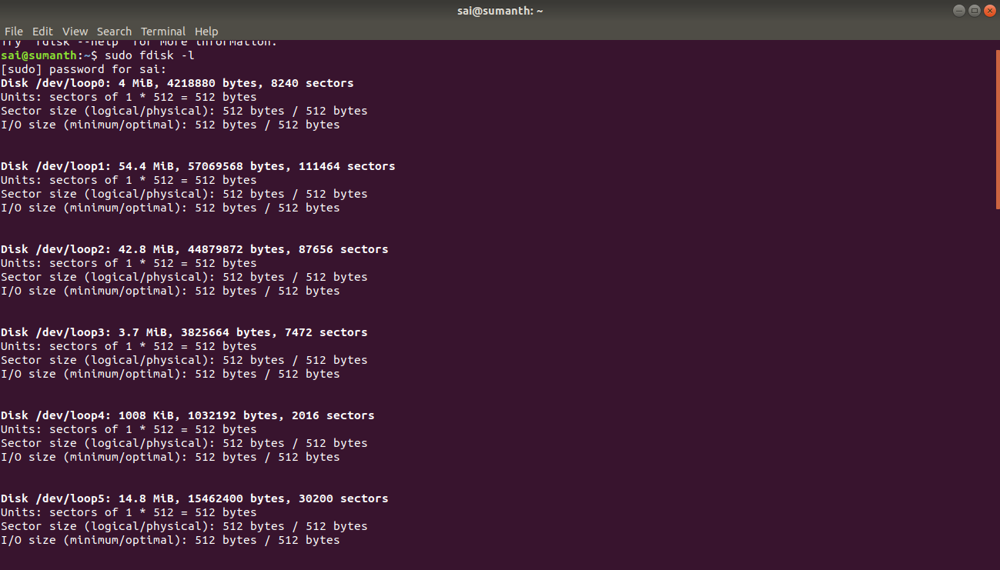 sai@sumanth: ~
File Edit View Search Terminal Help
Try 'fdisk --help' for more information.
sai@sumanth:~$ sudo fdisk -l
[sudo] password for sai:
Disk /dev/loop0: 4 MiB, 4218880 bytes, 8240 sectors
Units: sectors of 1 * 512 = 512 bytes
Sector size (logical/physical): 512 bytes / 512 bytes
I/O size (minimum/optimal): 512 bytes / 512 bytes
Disk /dev/loop1: 54.4 MiB, 57069568 bytes, 111464 sectors
Units: sectors of 1 * 512 = 512 bytes
Sector size (logical/physical): 512 bytes / 512 bytes
I/O size (minimum/optimal): 512 bytes / 512 bytes
Disk /dev/loop2: 42.8 MiB, 44879872 bytes, 87656 sectors
Units: sectors of 1 * 512 = 512 bytes
Sector size (logical/physical): 512 bytes / 512 bytes
I/O size (minimum/optimal): 512 bytes / 512 bytes
Disk /dev/loop3: 3.7 MiB, 3825664 bytes, 7472 sectors
Units: sectors of 1 * 512 = 512 bytes
Sector size (logical/physical): 512 bytes / 512 bytes
I/O size (minimum/optimal): 512 bytes / 512 bytes
Disk /dev/loop4: 1008 KiB, 1032192 bytes, 2016 sectors
Units: sectors of 1 * 512 = 512 bytes
Sector size (logical/physical): 512 bytes / 512 bytes
I/O size (minimum/optimal): 512 bytes / 512 bytes
Disk /dev/loop5: 14.8 MiB, 15462400 bytes, 30200 sectors
Units: sectors of 1 * 512 = 512 bytes
Sector size (logical/physical): 512 bytes / 512 bytes
I/O size (minimum/optimal): 512 bytes / 512 bytes